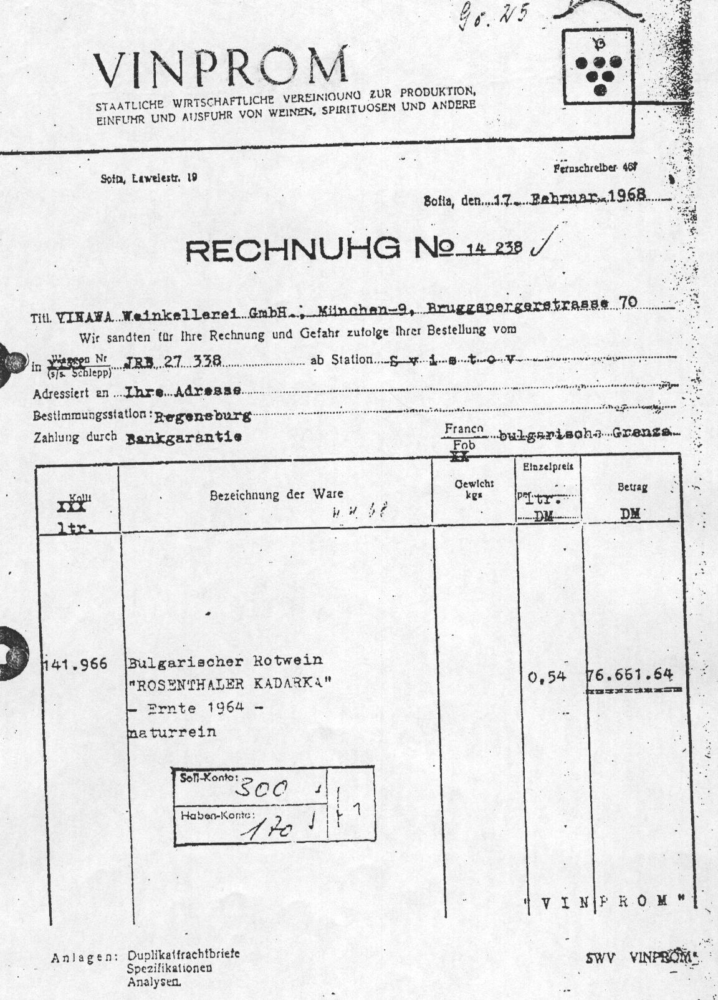 Go. 25
VINPROM
STAATLICHE WIRTSCHAFTLICHE VEREINIGUNG ZUR PRODUKTION,
EINFUHR UND AUSFUHR VON WEINEN, SPIRITUOSEN UND ANDERE
Sofia, Lawelestr. 19
Fernschreiber 467
Sofia, den 17. Februar 1968
RECHNUHG No 14 238
Titl. VINAWA Weinkellerei GmbH., München-9, Bruggspergerstrasse 70
Wir sandten für Ihre Rechnung und Gefahr zufolge Ihrer Bestellung vom
in Waggon Nr (s/s. Schlepp) JRB 27 338 ab Station S v i s t o v
Adressiert an Ihre Adresse
Bestimmungsstation: Regensburg
Zahlung durch Bankgarantie Franco bulgarische Grenze
Fob
XX
Kolli
XXX
ltr.
Bezeichnung der Ware
Gewicht
kgs
Einzelpreis
per ltr.
DM
Betrag
DM
141.966 Bulgarischer Rotwein
"ROSENTHALER KADARKA" 0,54 76.661.64
- Ernte 1964 -
naturrein
Soll-Konto: 300
Haben-Konto: 170
1
" V I N P R O M "
Anlagen: Duplikatfrachtbriefe
Spezifikationen
Analysen.
SWV VINPROM